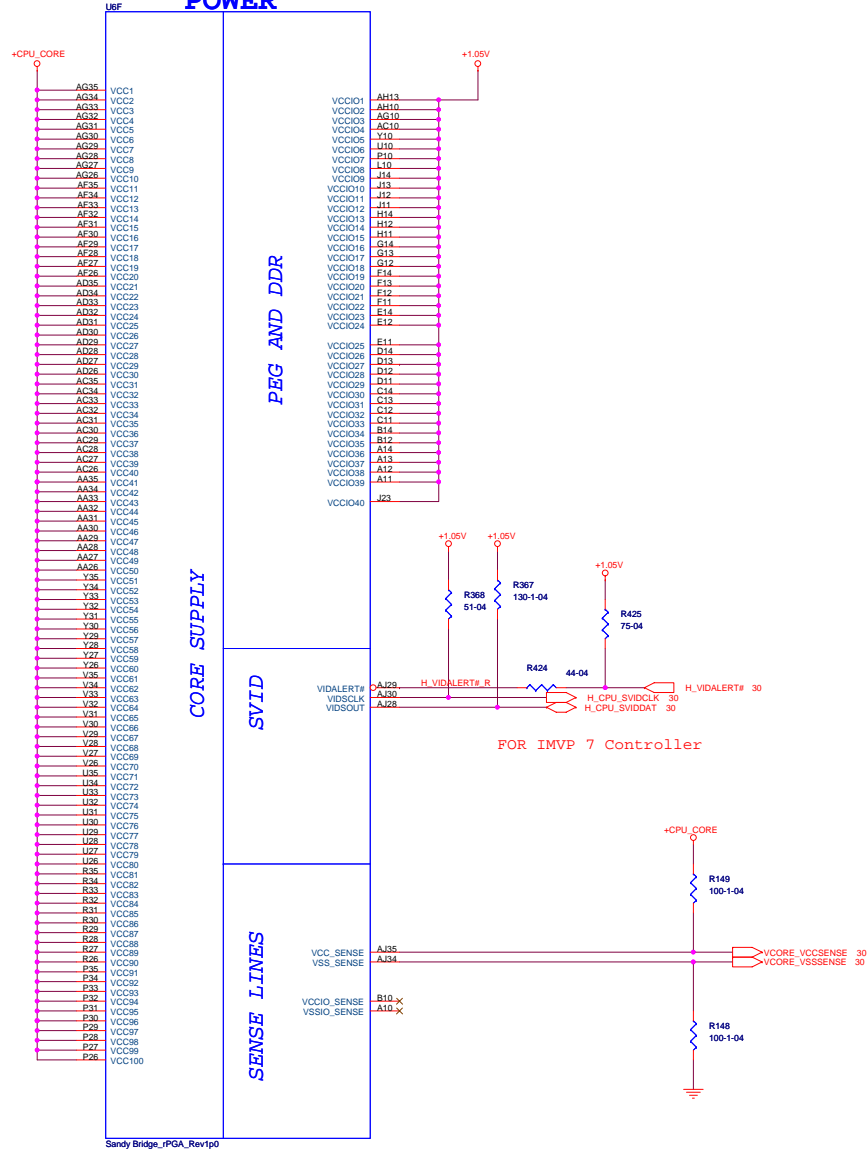 POWER
U6F
+CPU_CORE
+1.05V
AG35 VCC1
AG34 VCC2
AG33 VCC3
AG32 VCC4
AG31 VCC5
AG30 VCC6
AG29 VCC7
AG28 VCC8
AG27 VCC9
AG26 VCC10
AF35 VCC11
AF34 VCC12
AF33 VCC13
AF32 VCC14
AF31 VCC15
AF30 VCC16
AF29 VCC17
AF28 VCC18
AF27 VCC19
AF26 VCC20
AD35 VCC21
AD34 VCC22
AD33 VCC23
AD32 VCC24
AD31 VCC25
AD30 VCC26
AD29 VCC27
AD28 VCC28
AD27 VCC29
AD26 VCC30
AC35 VCC31
AC34 VCC32
AC33 VCC33
AC32 VCC34
AC31 VCC35
AC30 VCC36
AC29 VCC37
AC28 VCC38
AC27 VCC39
AC26 VCC40
AA35 VCC41
AA34 VCC42
AA33 VCC43
AA32 VCC44
AA31 VCC45
AA30 VCC46
AA29 VCC47
AA28 VCC48
AA27 VCC49
AA26 VCC50
Y35 VCC51
Y34 VCC52
Y33 VCC53
Y32 VCC54
Y31 VCC55
Y30 VCC56
Y29 VCC57
Y28 VCC58
Y27 VCC59
Y26 VCC60
V35 VCC61
V34 VCC62
V33 VCC63
V32 VCC64
V31 VCC65
V30 VCC66
V29 VCC67
V28 VCC68
V27 VCC69
V26 VCC70
U35 VCC71
U34 VCC72
U33 VCC73
U32 VCC74
U31 VCC75
U30 VCC76
U29 VCC77
U28 VCC78
U27 VCC79
U26 VCC80
R35 VCC81
R34 VCC82
R33 VCC83
R32 VCC84
R31 VCC85
R30 VCC86
R29 VCC87
R28 VCC88
R27 VCC89
R26 VCC90
P35 VCC91
P34 VCC92
P33 VCC93
P32 VCC94
P31 VCC95
P30 VCC96
P29 VCC97
P28 VCC98
P27 VCC99
P26 VCC100
CORE SUPPLY
PEG AND DDR
VCCIO1 AH13
VCCIO2 AH10
VCCIO3 AG10
VCCIO4 AC10
VCCIO5 Y10
VCCIO6 U10
VCCIO7 P10
VCCIO8 L10
VCCIO9 J14
VCCIO10 J13
VCCIO11 J12
VCCIO12 J11
VCCIO13 H14
VCCIO14 H12
VCCIO15 H11
VCCIO16 G14
VCCIO17 G13
VCCIO18 G12
VCCIO19 F14
VCCIO20 F13
VCCIO21 F12
VCCIO22 F11
VCCIO23 E14
VCCIO24 E12
VCCIO25 E11
VCCIO26 D14
VCCIO27 D13
VCCIO28 D12
VCCIO29 D11
VCCIO30 C14
VCCIO31 C13
VCCIO32 C12
VCCIO33 C11
VCCIO34 B14
VCCIO35 B12
VCCIO36 A14
VCCIO37 A13
VCCIO38 A12
VCCIO39 A11
VCCIO40 J23
+1.05V
+1.05V
+1.05V
R368
51-04
R367
130-1-04
R425
75-04
SVID
R424
44-04
VIDALERT# AJ29 H_VIDALERT#_R
H_VIDALERT# 30
VIDSCLK AJ30
H_CPU_SVIDCLK 30
VIDSOUT AJ28
H_CPU_SVIDDAT 30
FOR IMVP 7 Controller
+CPU_CORE
R149
100-1-04
SENSE LINES
VCC_SENSE AJ35
VCORE_VCCSENSE 30
VSS_SENSE AJ34
VCORE_VSSSENSE 30
VCCIO_SENSE B10
VSSIO_SENSE A10
R148
100-1-04
Sandy Bridge_rPGA_Rev1p0